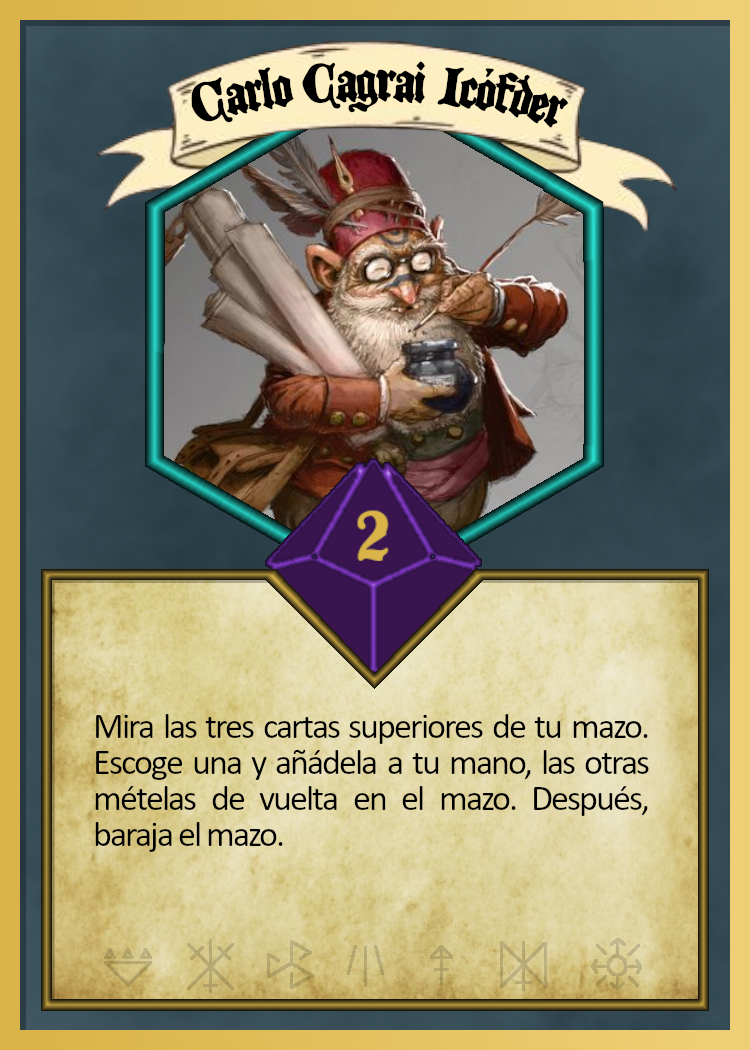 Carlo Cagrai Icófder
2
Mira las tres cartas superiores de tu mazo.
Escoge una y añádela a tu mano, las otras
mételas de vuelta en el mazo. Después,
baraja el mazo.